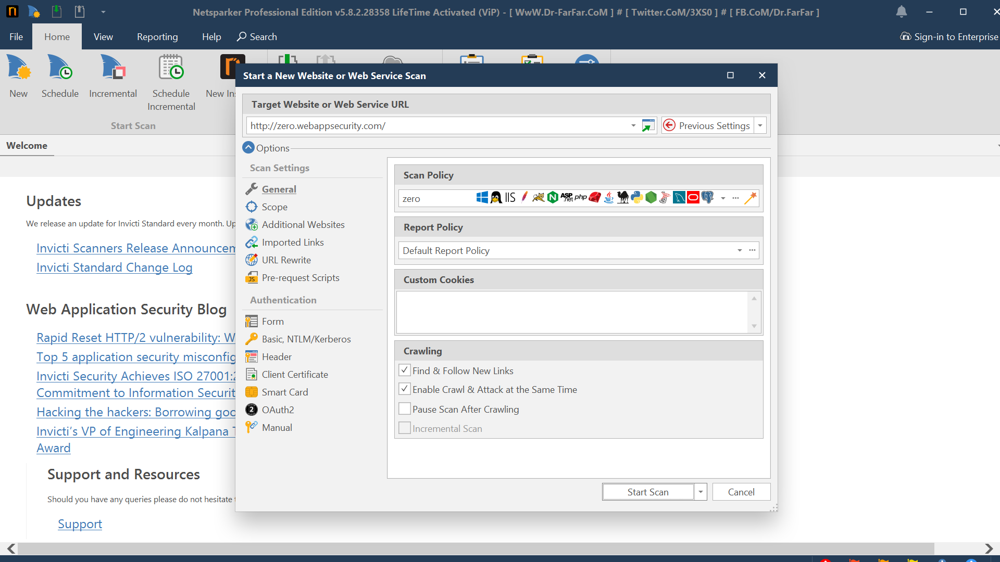 Netsparker Professional Edition v5.8.2.28358 LifeTime Activated (ViP) - [ WwW.Dr-FarFar.CoM ] # [ Twitter.CoM/3XS0 ] # [ FB.CoM/Dr.FarFar ]
File Home View Reporting Help Search Sign-in to Enterprise
New Schedule Incremental Schedule Incremental New Ins
Start Scan
Welcome
Updates
We release an update for Invicti Standard every month. Up
Invicti Scanners Release Announcem
Invicti Standard Change Log
Web Application Security Blog
Rapid Reset HTTP/2 vulnerability: W
Top 5 application security misconfig
Invicti Security Achieves ISO 27001:2
Commitment to Information Securit
Hacking the hackers: Borrowing goo
Invicti's VP of Engineering Kalpana T
Award
Support and Resources
Should you have any queries please do not hesitate
Support
Start a New Website or Web Service Scan
Target Website or Web Service URL
http://zero.webappsecurity.com/ Previous Settings
Options
Scan Settings
General
Scope
Additional Websites
Imported Links
URL Rewrite
JS Pre-request Scripts
Authentication
Form
Basic, NTLM/Kerberos
Header
Client Certificate
Smart Card
2 OAuth2
Manual
Scan Policy
zero IIS ASP.net php
Report Policy
Default Report Policy
Custom Cookies
Crawling
Find & Follow New Links
Enable Crawl & Attack at the Same Time
Pause Scan After Crawling
Incremental Scan
Start Scan Cancel